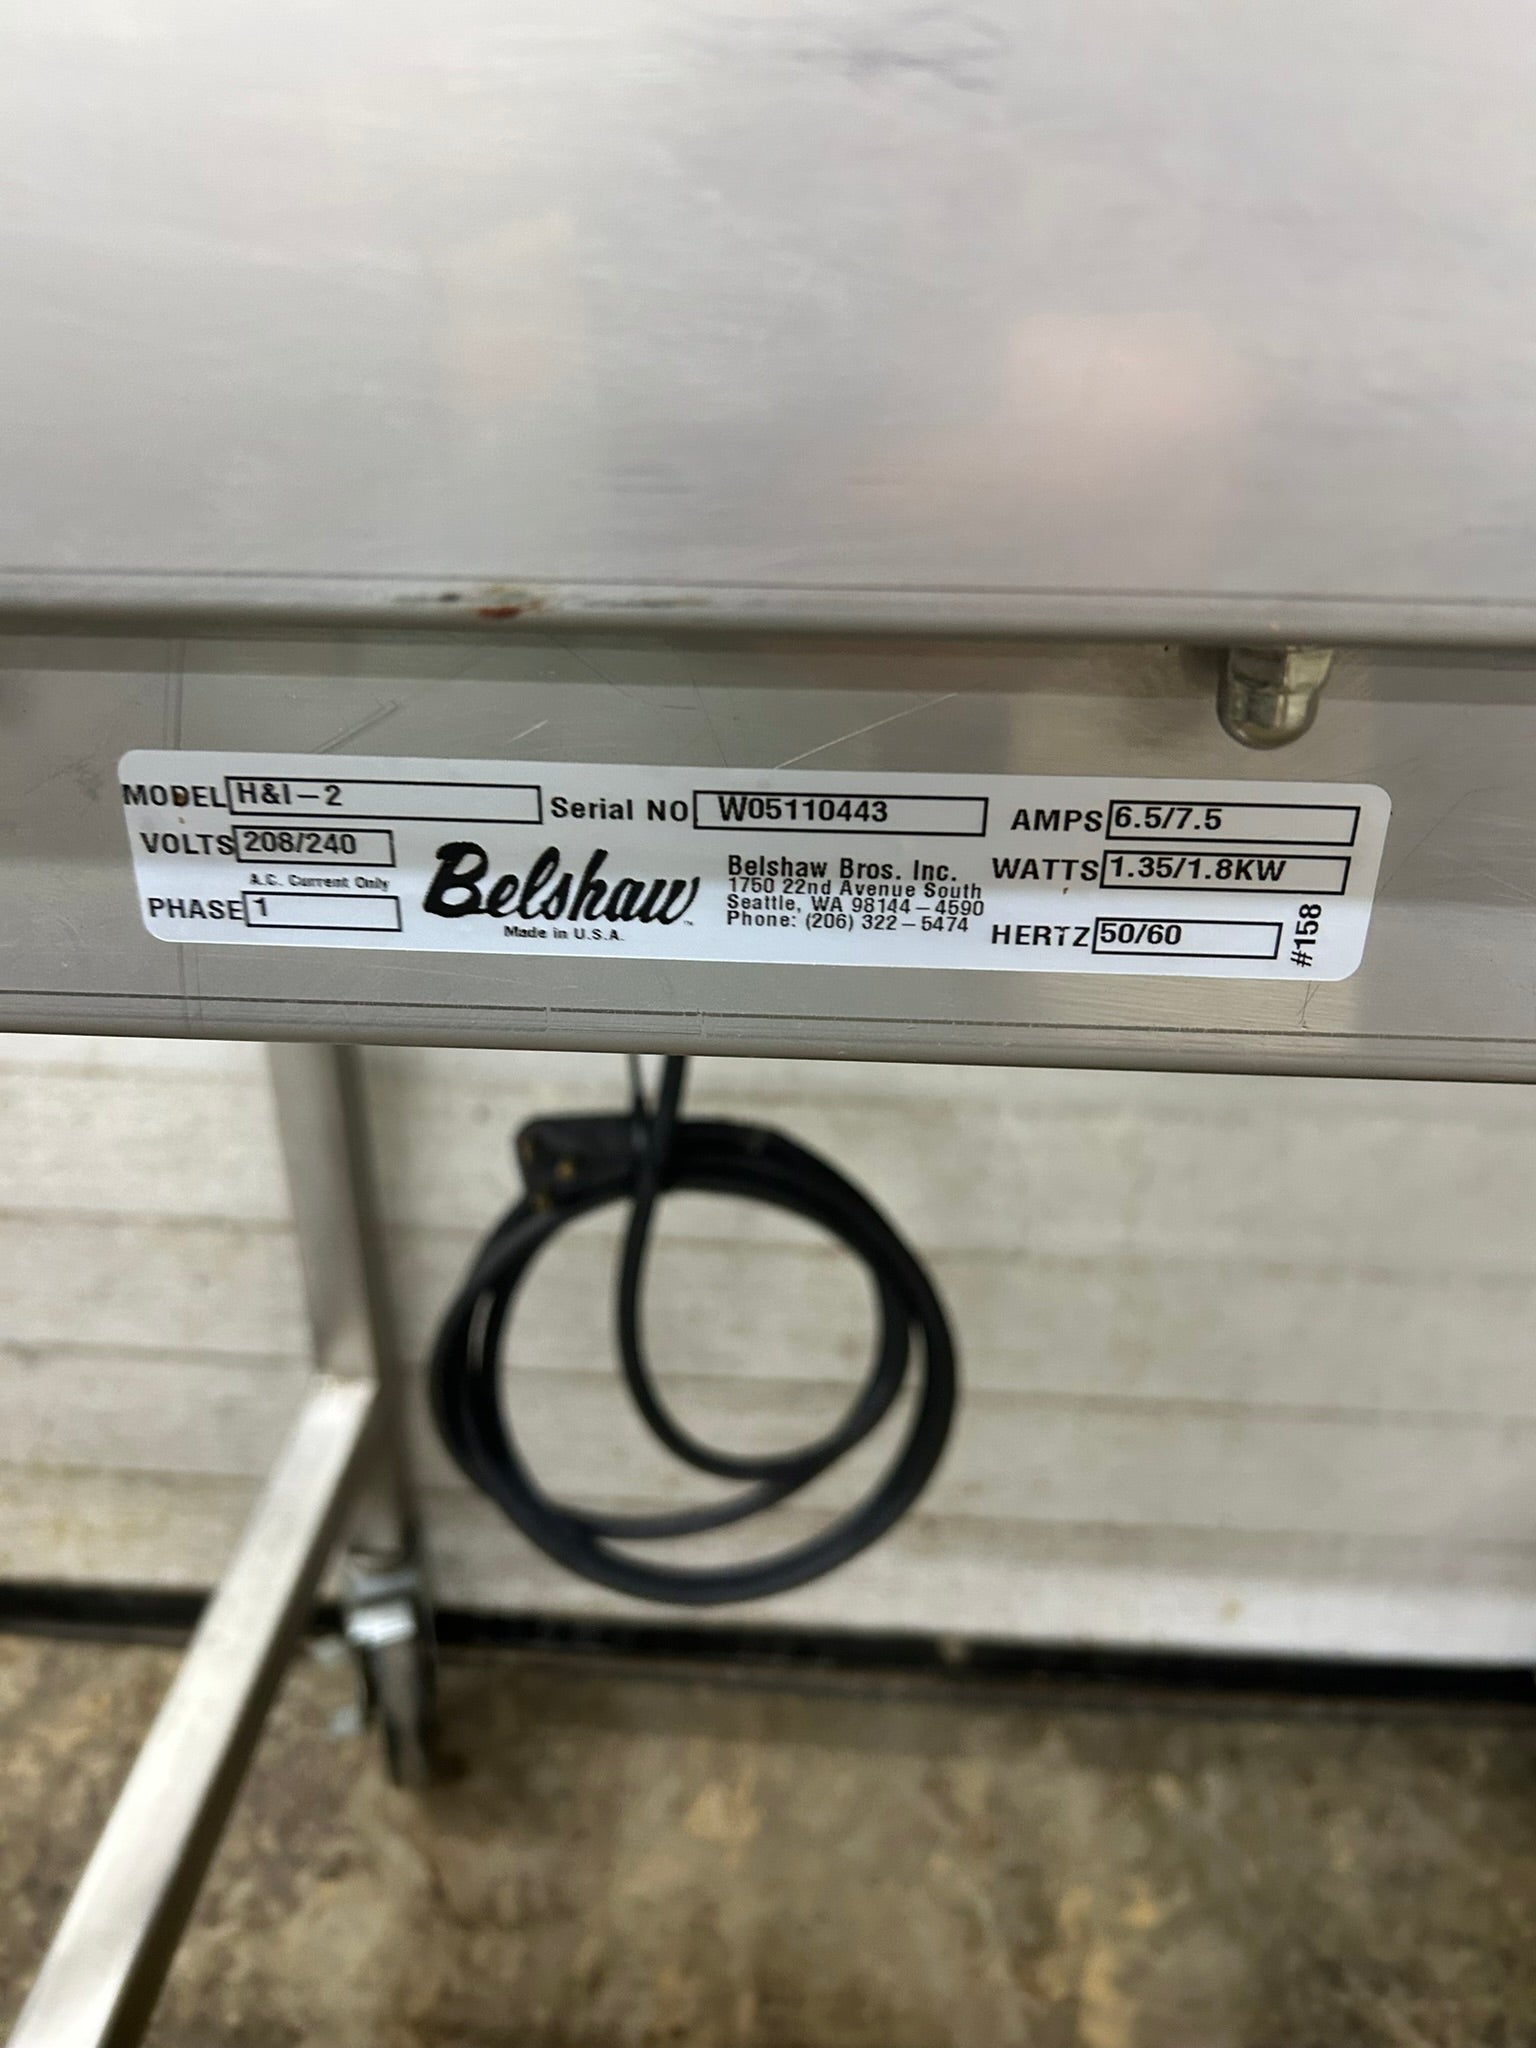 MODEL H&I-2 Serial NO W05110443 AMPS 6.5/7.5
VOLTS 208/240
A.C. Current Only
PHASE 1
Belshaw™
Made in U.S.A.
Belshaw Bros. Inc.
1750 22nd Avenue South
Seattle, WA 98144-4590
Phone: (206) 322-5474
WATTS 1.35/1.8KW
HERTZ 50/60
#158